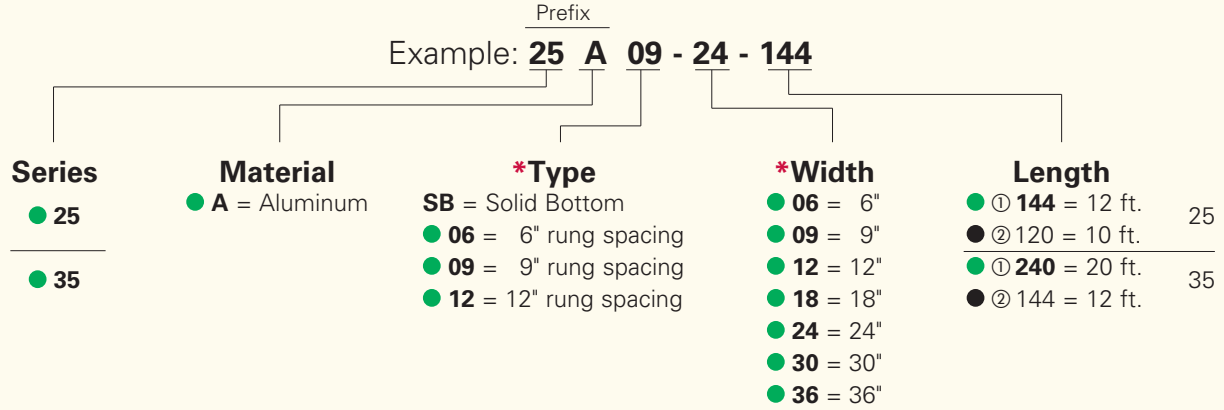 Prefix
Example: 25 A 09 - 24 - 144
Series
25
35
Material
A = Aluminum
*Type
SB = Solid Bottom
06 = 6" rung spacing
09 = 9" rung spacing
12 = 12" rung spacing
*Width
06 = 6"
09 = 9"
12 = 12"
18 = 18"
24 = 24"
30 = 30"
36 = 36"
Length
① 144 = 12 ft.
② 120 = 10 ft.
25
① 240 = 20 ft.
② 144 = 12 ft.
35